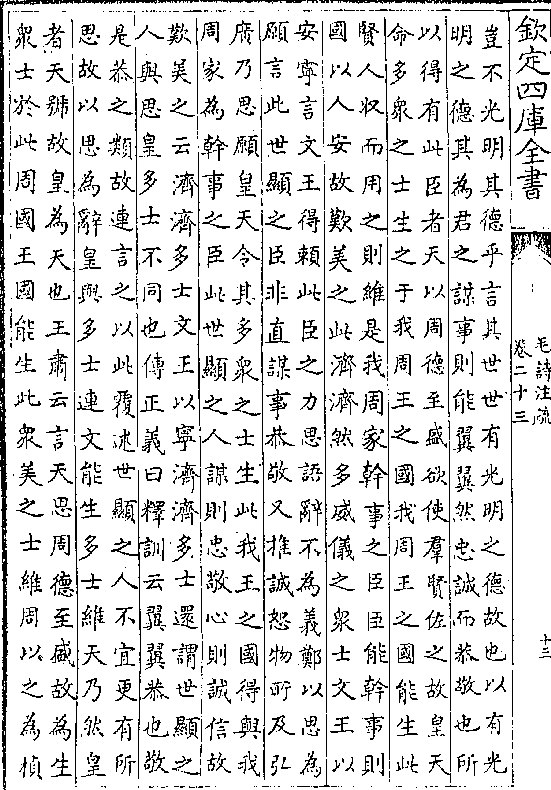 欽定四庫全書
毛詩注疏
卷二十三
十三
豈不光明其德乎言其世世有光明之德故也以有光
明之德其為君之謀事則能翼翼然忠誠而恭敬也所
以得有此臣者天以周德至盛欲使羣賢佐之故皇天
命多衆之士生之于我周王之國我周王之國能生此
賢人収而用之則維是我周家幹事之臣臣能幹事則
國以人安故歎美之此濟濟然多威儀之衆士文王以
安寧言文王得頼此臣之力思語辭不為義鄭以思為
願言此世顯之臣非直謀事恭敬又推誠恕物所及弘
廣乃思願皇天令其多衆之士生此我王之國得與我
周家為幹事之臣此世顯之人謀則忠敬心則誠信故
歎美之云濟濟多士文王以寧濟濟多士還謂世顯之
人與思皇多士不同也傳正義曰釋訓云翼翼恭也敬
是恭之類故連言之以此覆述世顯之人不宜更有所
思故以思為辭皇與多士連文能生多士維天乃然皇
者天號故皇為天也王肅云言天思周德至盛故為生
衆士於此周國王國能生此衆美之士維周以之為楨